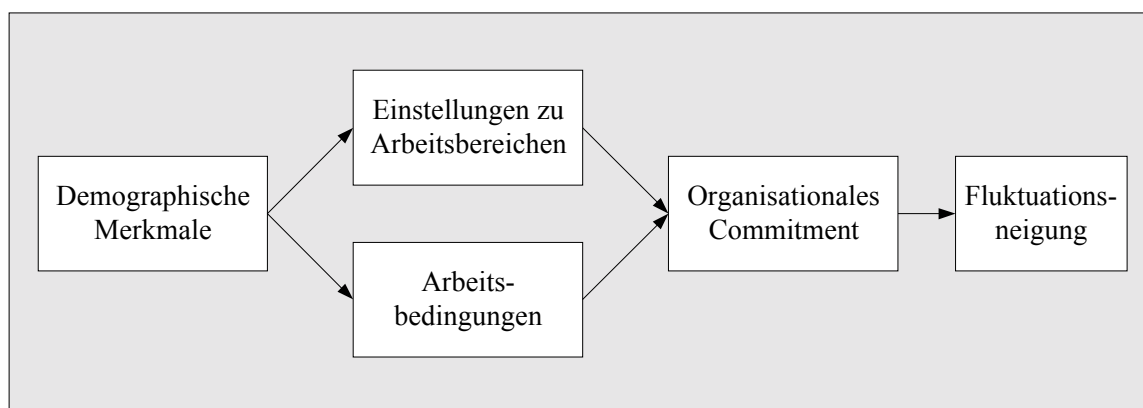 Demographische
Merkmale
Einstellungen zu
Arbeitsbereichen
Arbeits-
bedingungen
Organisationales
Commitment
Fluktuations-
neigung